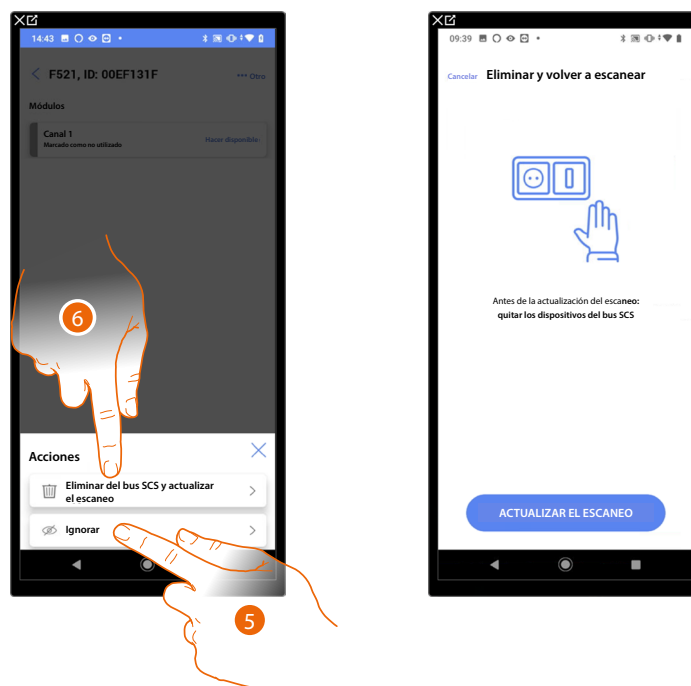 14:43
F521, ID: 00EF131F
••• Otro
Módulos
Canal 1
Marcado como no utilizado
Hacer disponible
6
Acciones
Eliminar del bus SCS y actualizar
el escaneo
Ignorar
5
09:39
Cancelar Eliminar y volver a escanear
Antes de la actualización del escaneo:
quitar los dispositivos del bus SCS
ACTUALIZAR EL ESCANEO